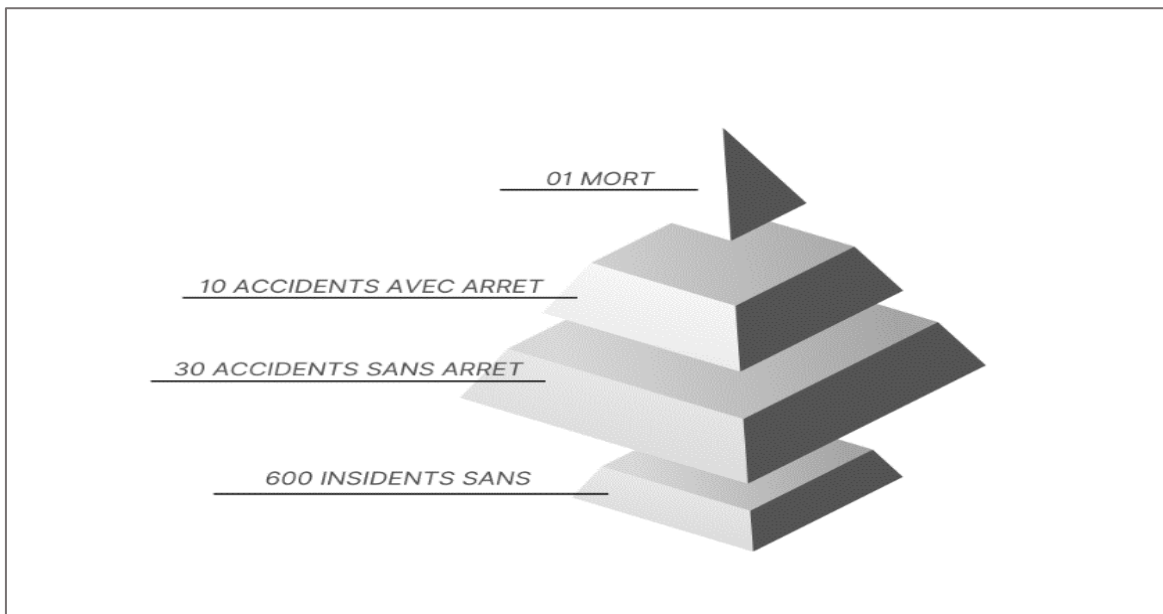 01 MORT
10 ACCIDENTS AVEC ARRET
30 ACCIDENTS SANS ARRET
600 INSIDENTS SANS